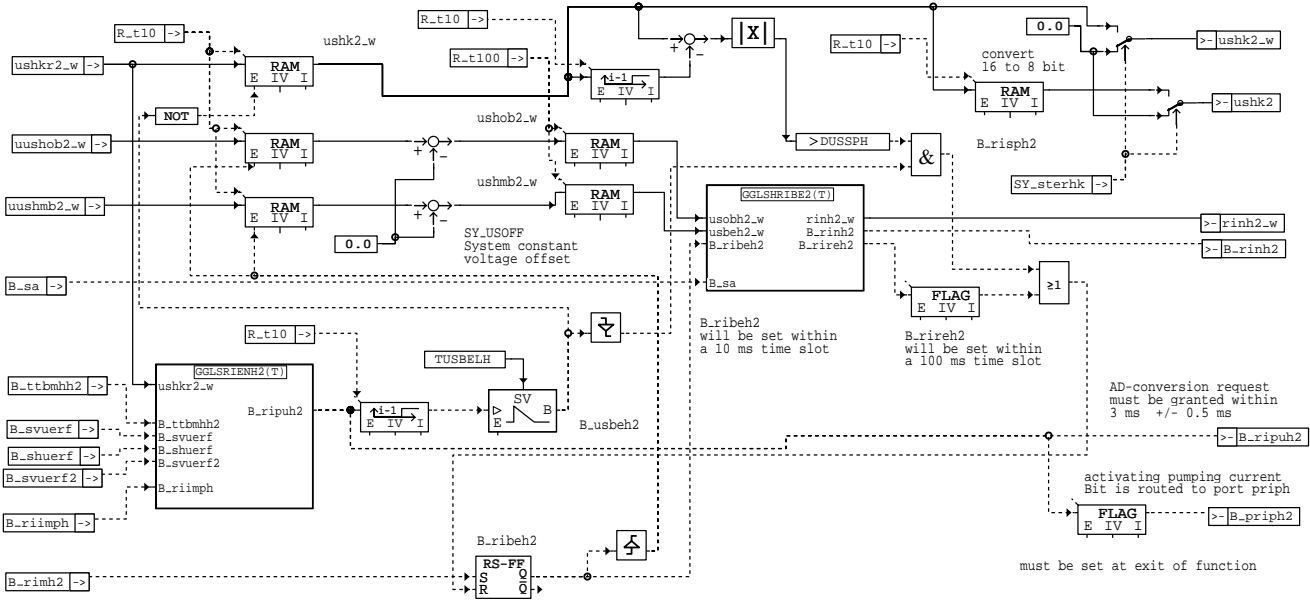 R_t10 ->
ushk2_w
R_t10 ->
R_t100 ->
|X|
R_t10 ->
0.0
>- ushk2_w
ushkr2_w ->
RAM
E IV I
i-1
E IV I
convert
16 to 8 bit
RAM
E IV I
>- ushk2
B_risph2
NOT
ushob2_w
uushob2_w ->
RAM
E IV I
+
−
RAM
E IV I
>DUSSPH
&
SY_sterhk ->
ushmb2_w
uushmb2_w ->
RAM
E IV I
+
−
RAM
E IV I
0.0
SY_USOFF
System constant
voltage offset
+
−
GGLSHRIBE2(T)
usobh2_w
usbeh2_w
B_ribeh2
B_sa
rinh2_w
B_rinh2
B_rireh2
>- rinh2_w
>- B_rinh2
B_sa ->
FLAG
E IV I
≥1
B_ribeh2
will be set within
a 10 ms time slot
B_rireh2
will be set within
a 100 ms time slot
R_t10 ->
TUSBELH
GGLSRIENH2(T)
ushkr2_w
B_ttbmhh2
B_svuerf
B_shuerf
B_svuerf2
B_riimph
B_ripuh2
i-1
E IV I
SV
B
E
B_usbeh2
B_ttbmhh2 ->
B_svuerf ->
B_shuerf ->
B_svuerf2 ->
B_riimph ->
AD-conversion request
must be granted within
3 ms +/- 0.5 ms
>- B_ripuh2
activating pumping current
Bit is routed to port priph
FLAG
E IV I
>- B_priph2
must be set at exit of function
B_ribeh2
B_rimh2 ->
RS-FF
S Q
R Q